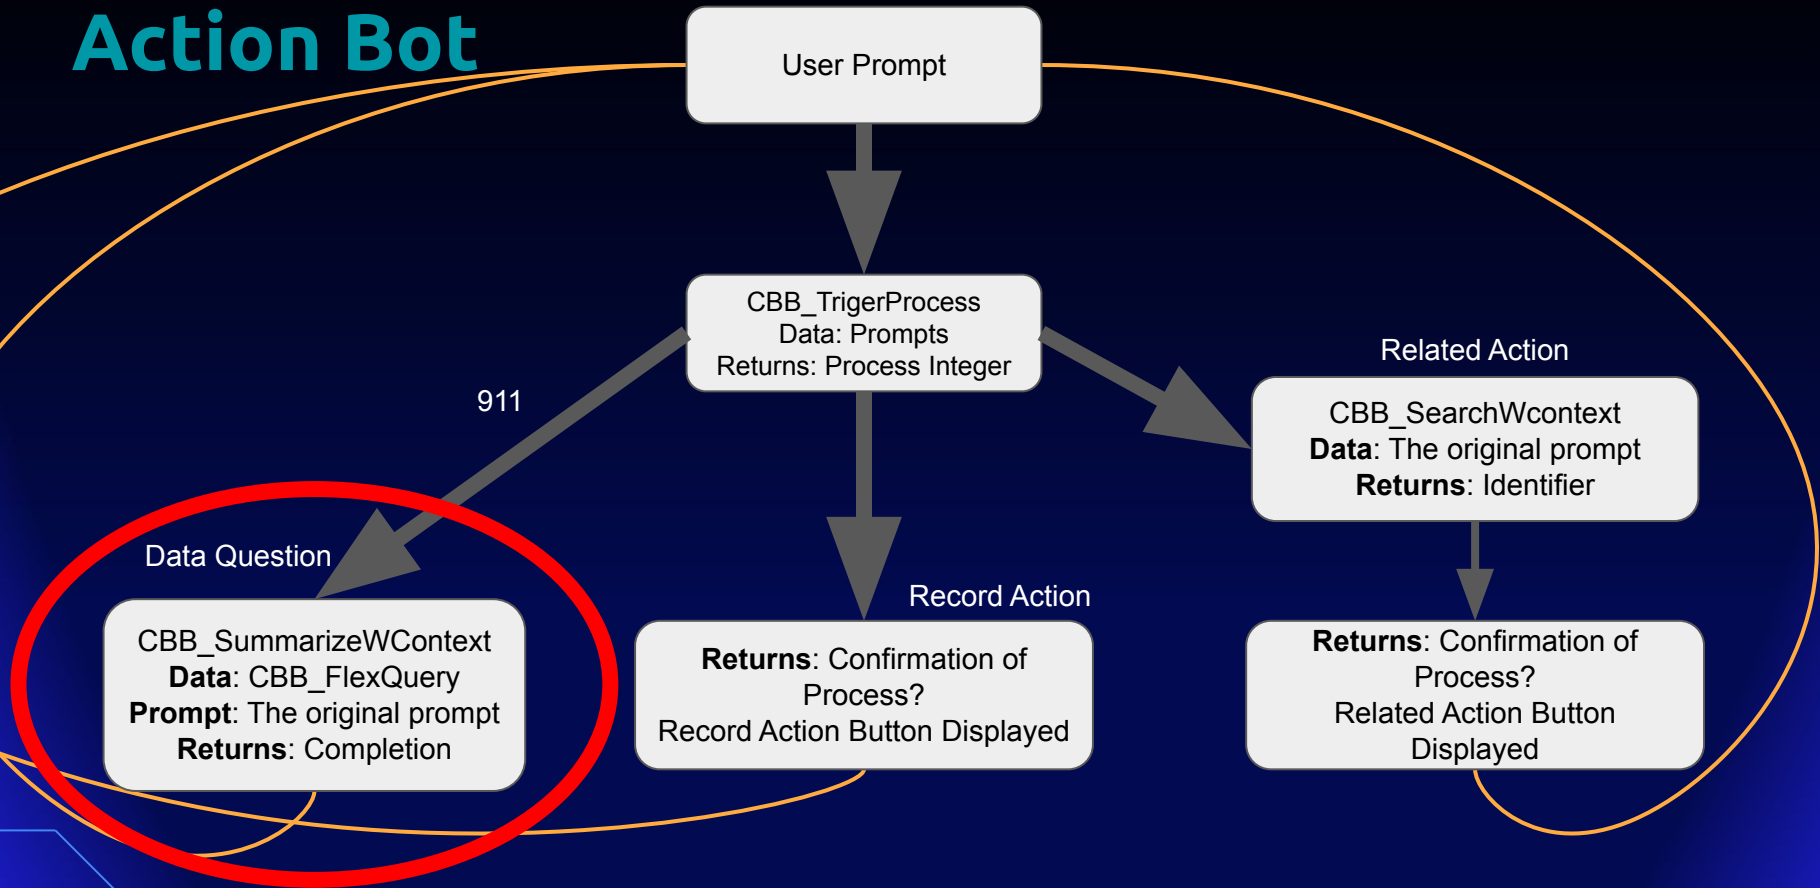 Action Bot
User Prompt
CBB_TrigerProcess
Data: Prompts
Returns: Process Integer
911
Related Action
CBB_SearchWcontext
Data: The original prompt
Returns: Identifier
Data Question
CBB_SummarizeWContext
Data: CBB_FlexQuery
Prompt: The original prompt
Returns: Completion
Record Action
Returns: Confirmation of
Process?
Record Action Button Displayed
Returns: Confirmation of
Process?
Related Action Button
Displayed